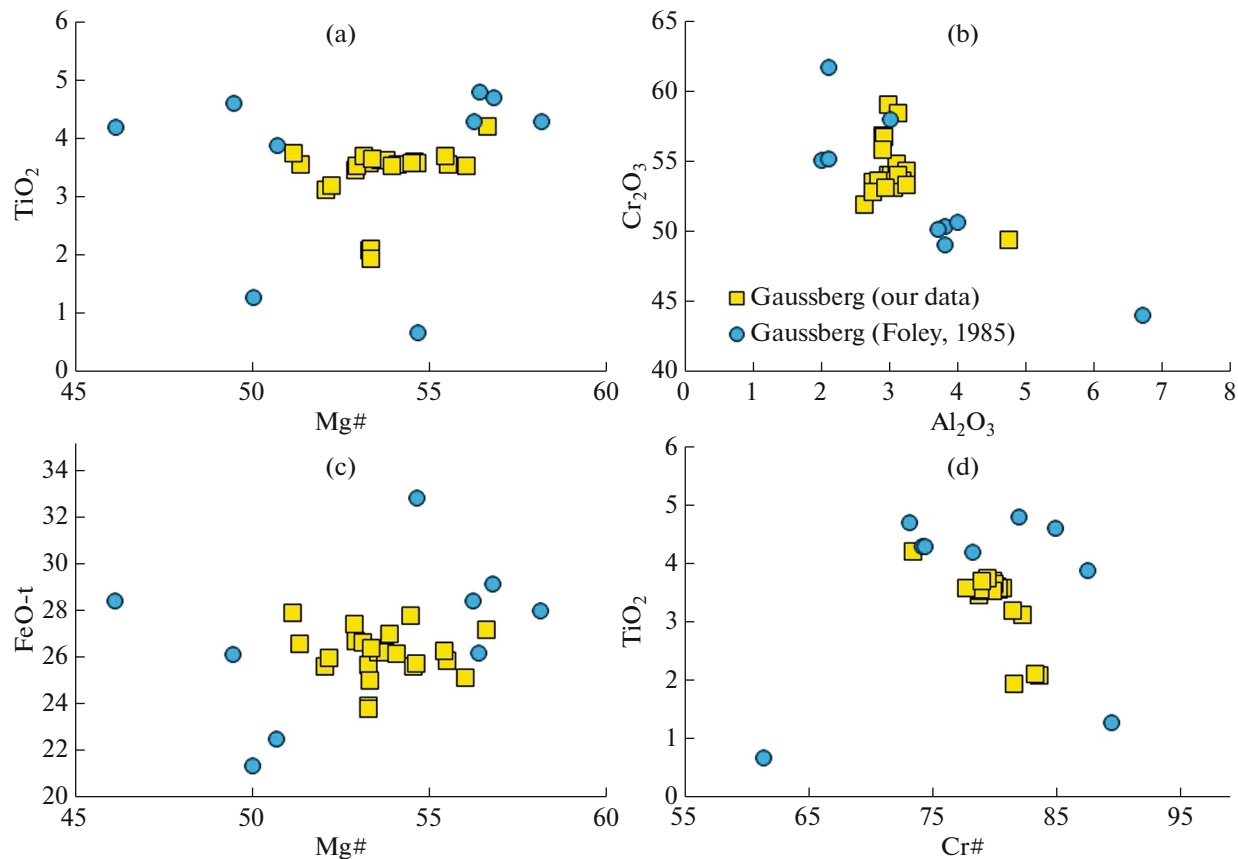 (a)
TiO2
6
5
4
3
2
1
0
45 50 55 60
Mg#
(b)
Cr2O3
65
60
55
50
45
40
Gaussberg (our data)
Gaussberg (Foley, 1985)
0 1 2 3 4 5 6 7 8
Al2O3
(c)
FeO-t
34
32
30
28
26
24
22
20
45 50 55 60
Mg#
(d)
TiO2
6
5
4
3
2
1
0
55 65 75 85 95
Cr#